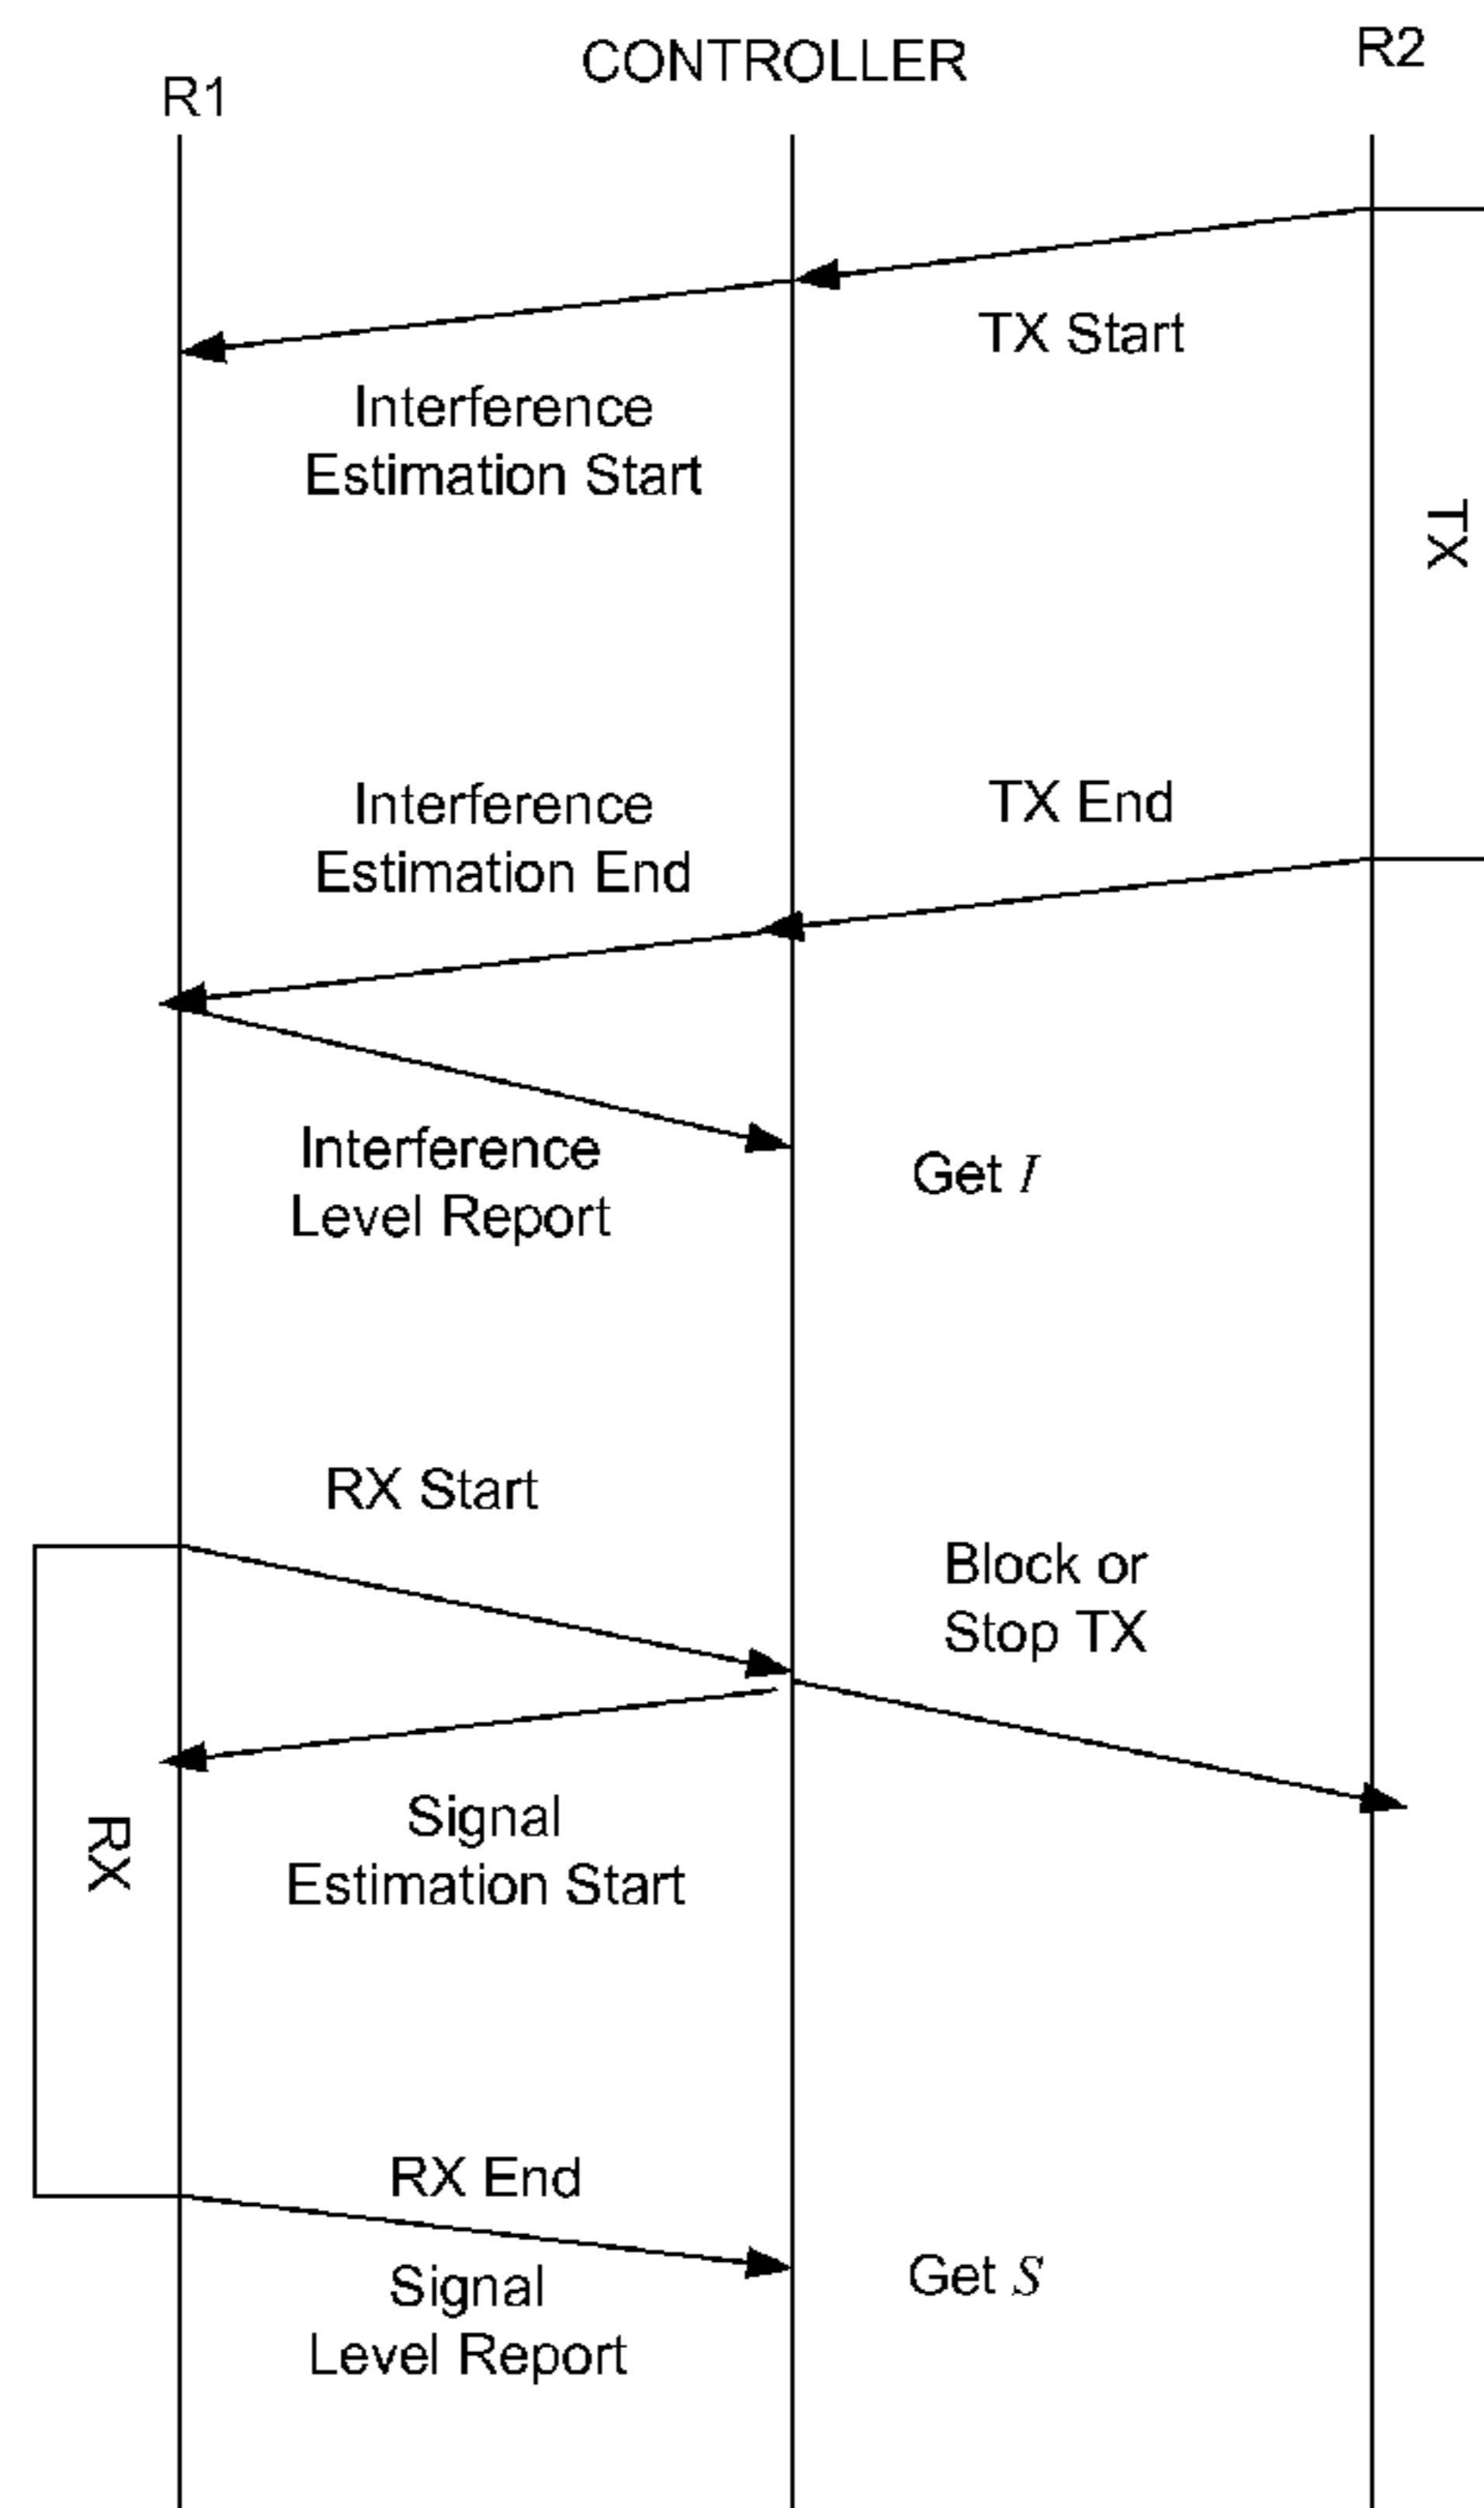 R1
CONTROLLER
R2
TX Start
Interference
Estimation Start
TX
Interference
Estimation End
TX End
Interference
Level Report
Get I
RX Start
Block or
Stop TX
Signal
Estimation Start
RX
RX End
Signal
Level Report
Get S